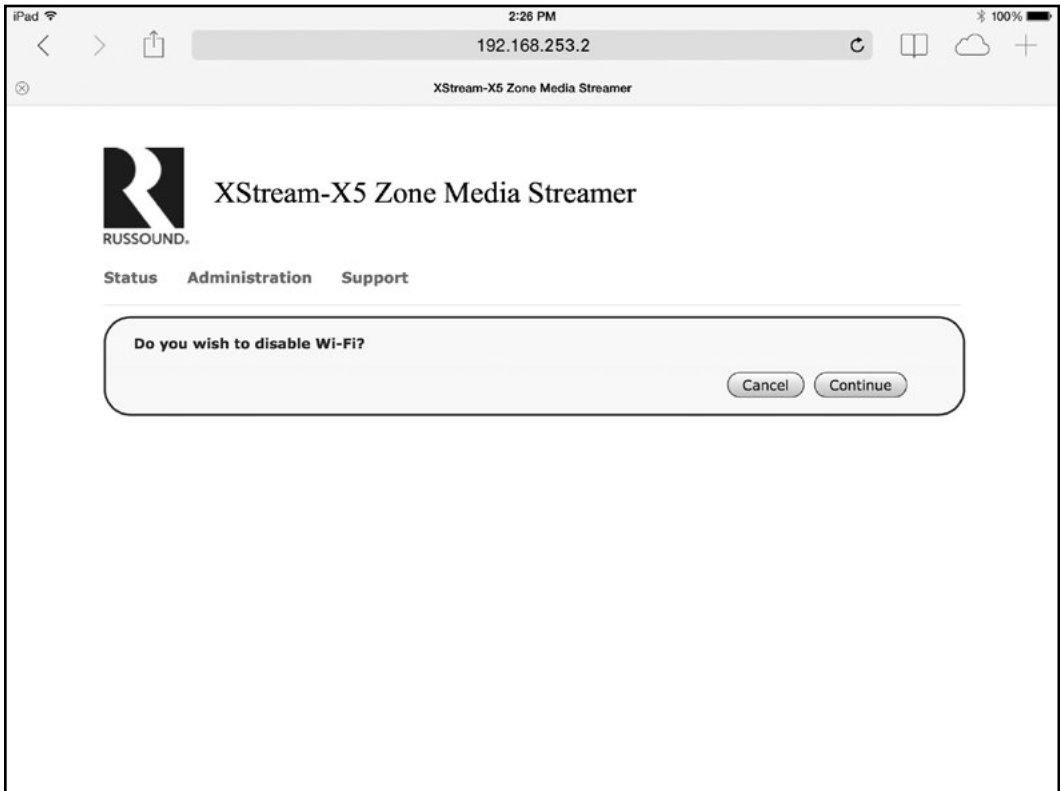 iPad 2:26 PM 100%
192.168.253.2
XStream-X5 Zone Media Streamer
XStream-X5 Zone Media Streamer
RUSSOUND.
Status Administration Support
Do you wish to disable Wi-Fi?
Cancel Continue